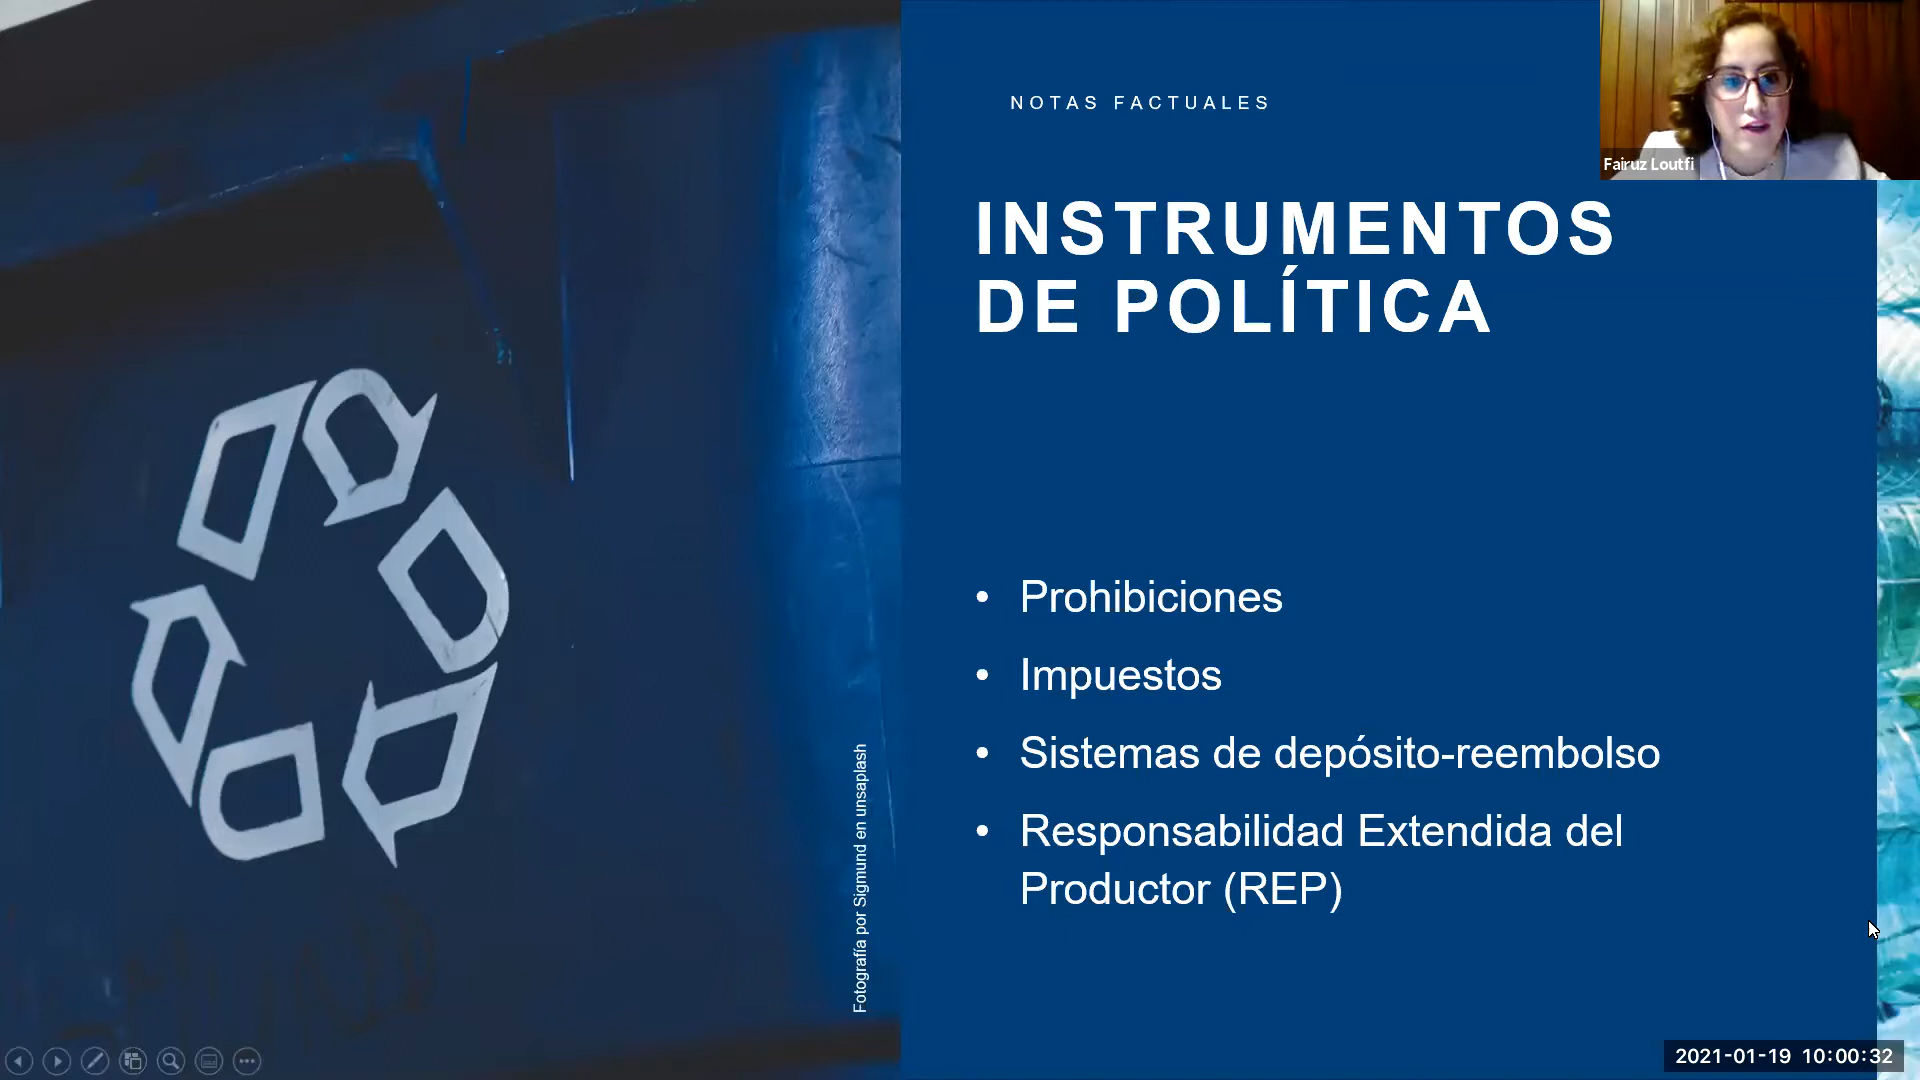 NOTAS FACTUALES
Fairuz Loutfi
INSTRUMENTOS
DE POLÍTICA
• Prohibiciones
• Impuestos
• Sistemas de depósito-reembolso
• Responsabilidad Extendida del
Productor (REP)
Fotografía por Sigmund en unsaplash
2021-01-19 10:00:32